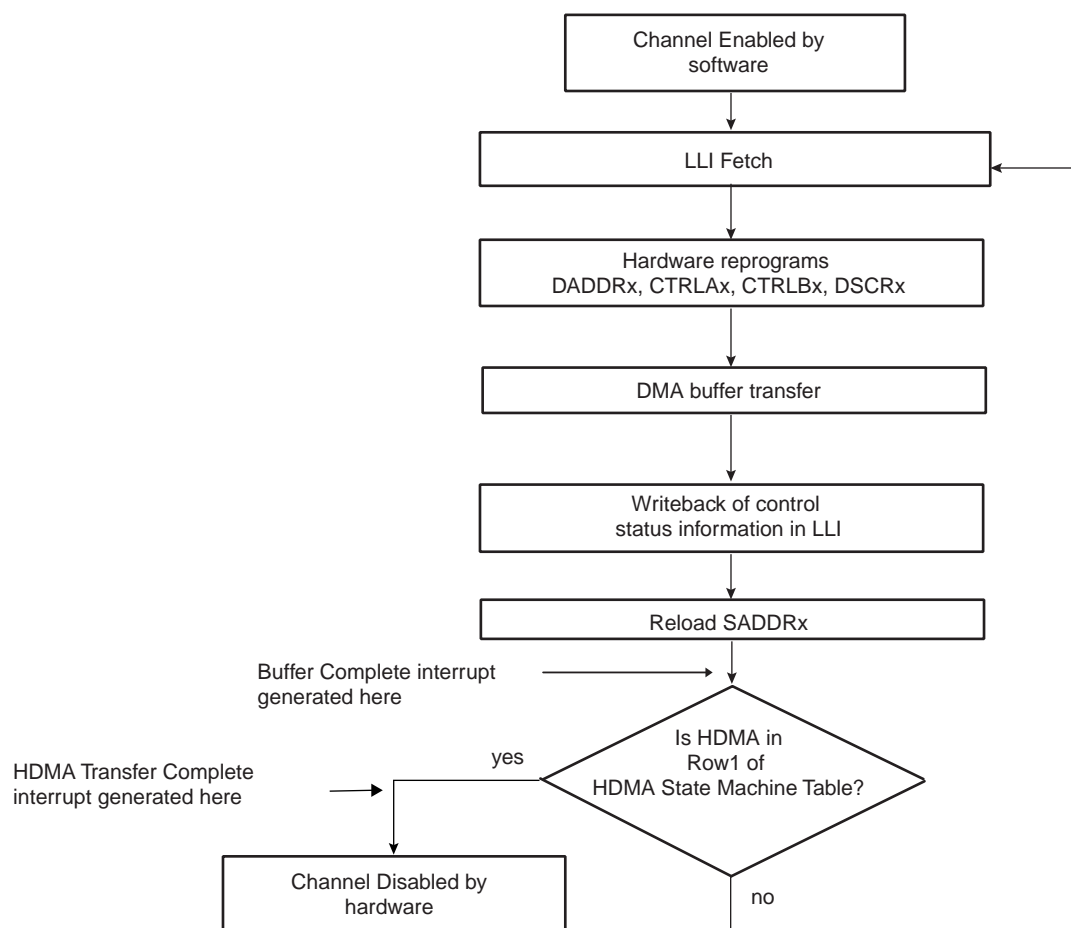 Channel Enabled by
software
LLI Fetch
Hardware reprograms
DADDRx, CTRLAx, CTRLBx, DSCRx
DMA buffer transfer
Writeback of control
status information in LLI
Reload SADDRx
Buffer Complete interrupt
generated here
Is HDMA in
Row1 of
HDMA State Machine Table?
yes
HDMA Transfer Complete
interrupt generated here
Channel Disabled by
hardware
no